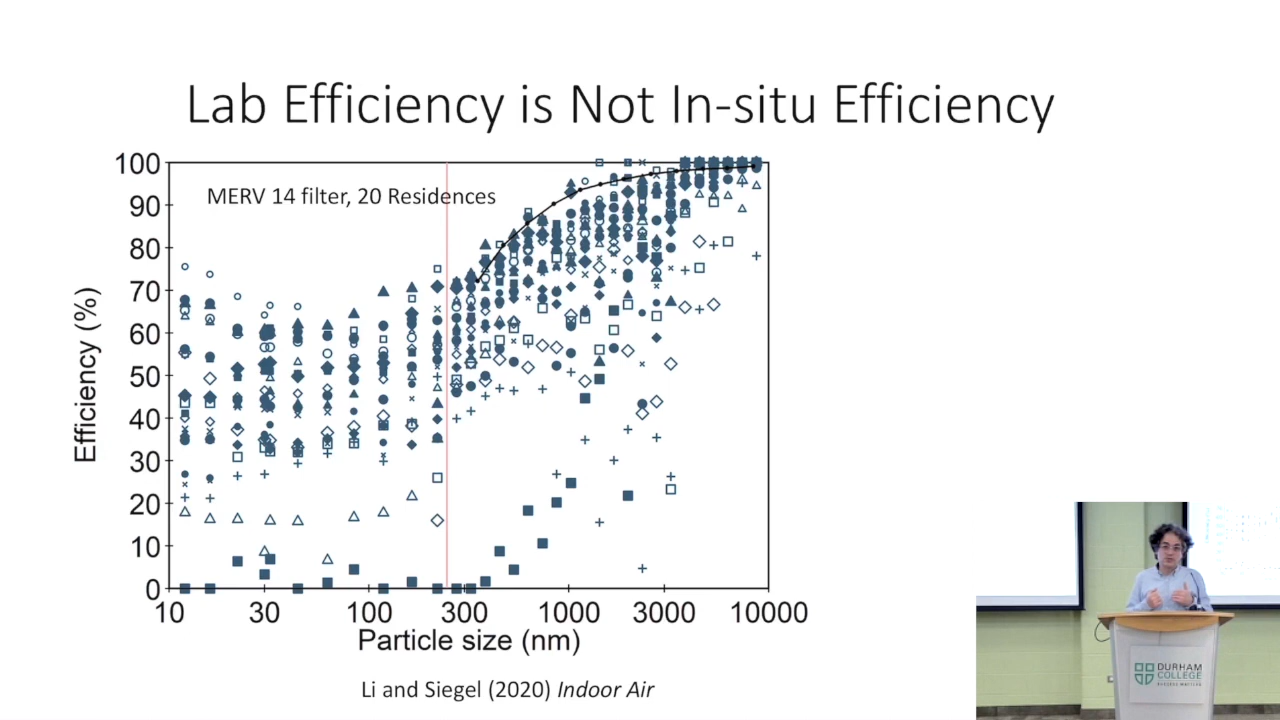 Lab Efficiency is Not In-situ Efficiency
MERV 14 filter, 20 Residences
Efficiency (%)
100
90
80
70
60
50
40
30
20
10
0
10 30 100 300 1000 3000 10000
Particle size (nm)
Li and Siegel (2020) Indoor Air
DURHAM
COLLEGE
SUCCESS MATTERS